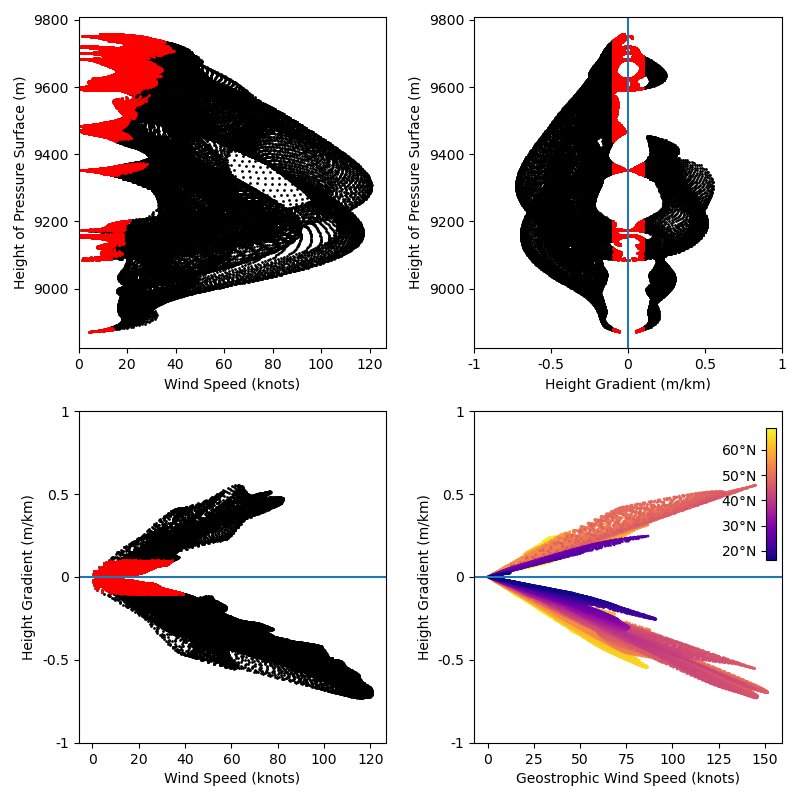 9800
9600
9400
9200
9000
Height of Pressure Surface (m)
0 20 40 60 80 100 120
Wind Speed (knots)
9800
9600
9400
9200
9000
Height of Pressure Surface (m)
-1 -0.5 0 0.5 1
Height Gradient (m/km)
1
0.5
0
-0.5
-1
Height Gradient (m/km)
0 20 40 60 80 100 120
Wind Speed (knots)
1
0.5
0
-0.5
-1
Height Gradient (m/km)
60°N
50°N
40°N
30°N
20°N
0 25 50 75 100 125 150
Geostrophic Wind Speed (knots)